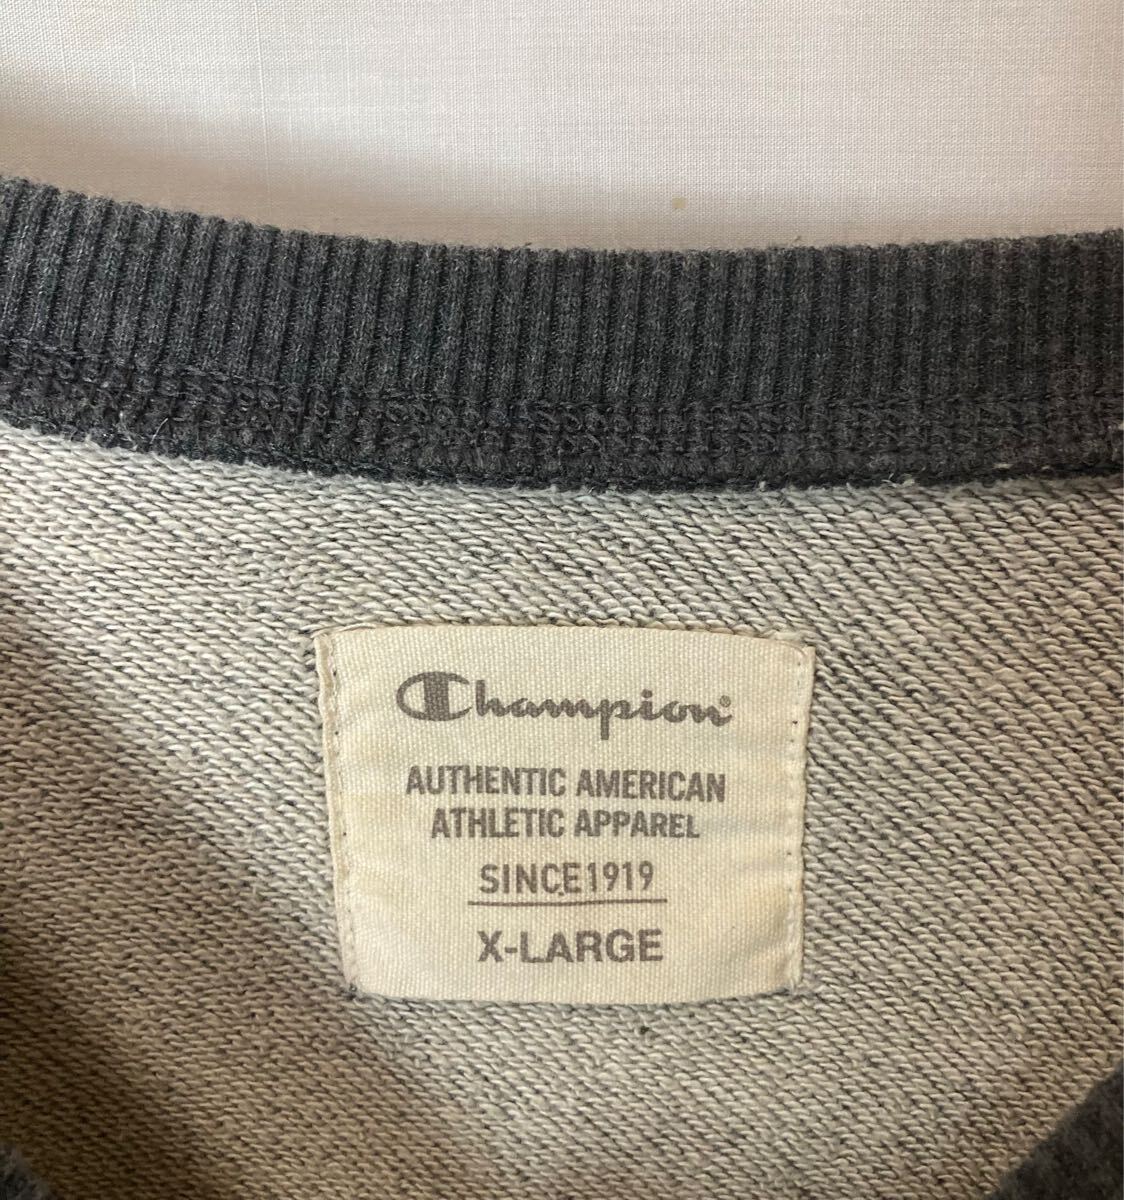 Champion
AUTHENTIC AMERICAN
ATHLETIC APPAREL
SINCE1919
X-LARGE